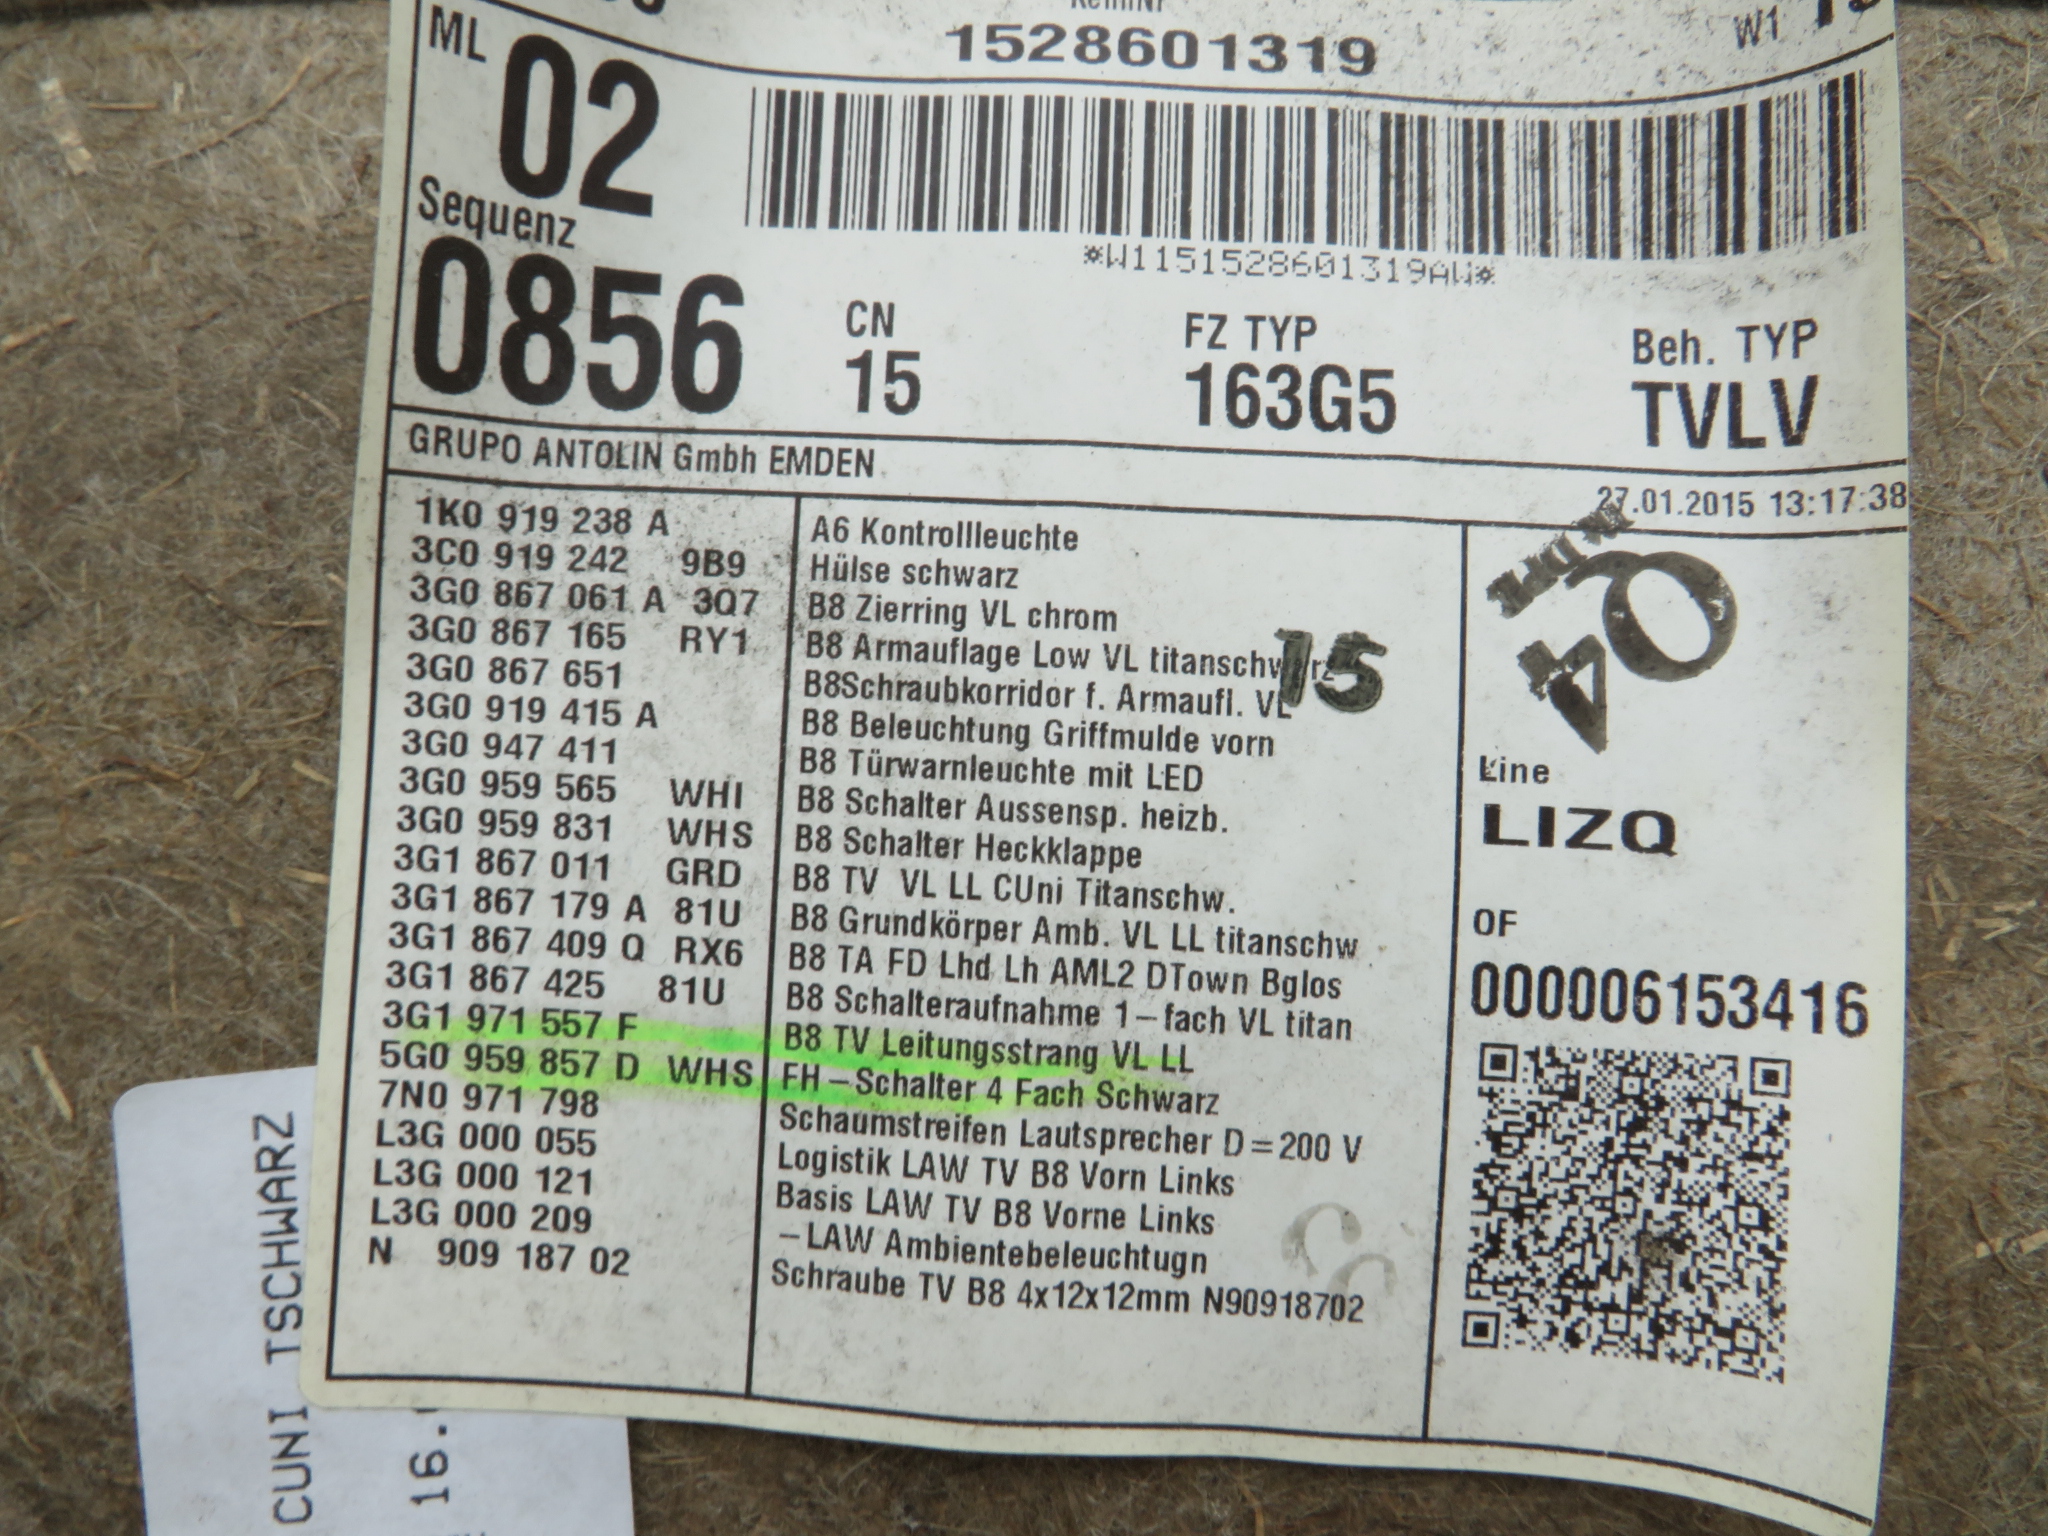 KennNr
ML 02
1528601319
W1
*W1151528601319AW*
Sequenz
0856
CN
15
FZ TYP
163G5
Beh. TYP
TVLV
GRUPO ANTOLIN Gmbh EMDEN
27.01.2015 13:17:38
1K0 919 238 A A6 Kontrollleuchte
3C0 919 242 9B9 Hülse schwarz
3G0 867 061 A 3Q7 B8 Zierring VL chrom
3G0 867 165 RY1 B8 Armauflage Low VL titanschwarz
3G0 867 651 B8Schraubkorridor f. Armaufl. VL
3G0 919 415 A B8 Beleuchtung Griffmulde vorn
3G0 947 411 B8 Türwarnleuchte mit LED
3G0 959 565 WHI B8 Schalter Aussensp. heizb.
3G0 959 831 WHS B8 Schalter Heckklappe
3G1 867 011 GRD B8 TV VL LL CUni Titanschw.
3G1 867 179 A 81U B8 Grundkörper Amb. VL LL titanschw
3G1 867 409 Q RX6 B8 TA FD Lhd Lh AML2 DTown Bglos
3G1 867 425 81U B8 Schalteraufnahme 1-fach VL titan
3G1 971 557 F B8 TV Leitungsstrang VL LL
5G0 959 857 D WHS FH-Schalter 4 Fach Schwarz
7N0 971 798 Schaumstreifen Lautsprecher D=200 V
L3G 000 055 Logistik LAW TV B8 Vorn Links
L3G 000 121 Basis LAW TV B8 Vorne Links
L3G 000 209 -LAW Ambientebeleuchtugn
N 909 187 02 Schraube TV B8 4x12x12mm N90918702
15
04
Line
LIZQ
OF
000006153416
CUNI TSCHWARZ
16.